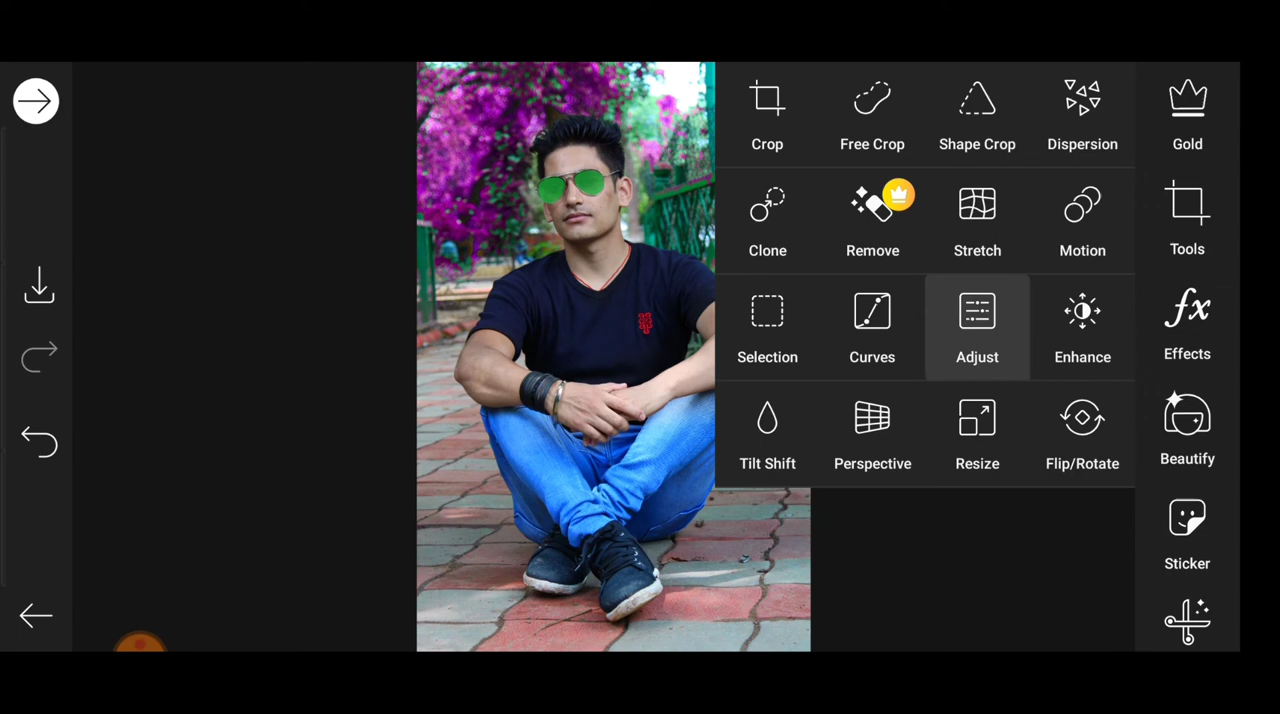 Crop
Free Crop
Shape Crop
Dispersion
Gold
Clone
Remove
Stretch
Motion
Tools
Selection
Curves
Adjust
Enhance
fx
Effects
Tilt Shift
Perspective
Resize
Flip/Rotate
Beautify
Sticker